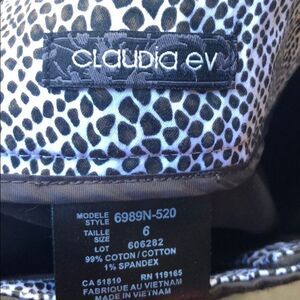 CLAUDIA EV
MODELE
STYLE 6989N-520
TAILLE
SIZE 6
LOT 606282
99% COTON / COTTON
1% SPANDEX
CA 51810 RN 119165
FABRIQUE AU VIETNAM
MADE IN VIETNAM